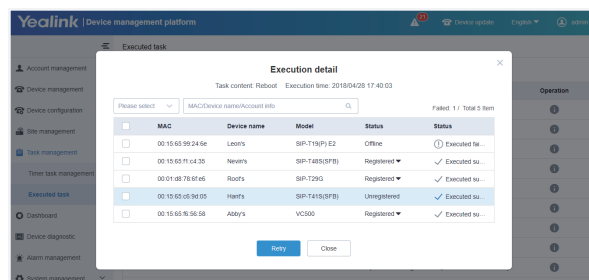 Yealink | Device management platform
21
Device update
English
admin
Executed task
Account management
Device management
Device configuration
Site management
Task management
Timer task management
Executed task
Dashboard
Device diagnostic
Alarm management
System management
Operation
Execution detail
Task content: Reboot Execution time: 2018/04/28 17:40:03
Please select MAC/Device name/Account info Failed: 1 / Total 5 item
MAC Device name Model Status Status
00:15:65:99:24:6e Leon's SIP-T19(P) E2 Offline Executed fai...
00:15:65:f1:c4:35 Nevin's SIP-T48S(SFB) Registered Executed su...
00:01:d8:78:6f:e6 Root's SIP-T29G Registered Executed su...
00:15:65:c6:9d:05 Hant's SIP-T41S(SFB) Unregistered Executed su...
00:15:65:f6:56:58 Abby's VC500 Registered Executed su...
Retry Close